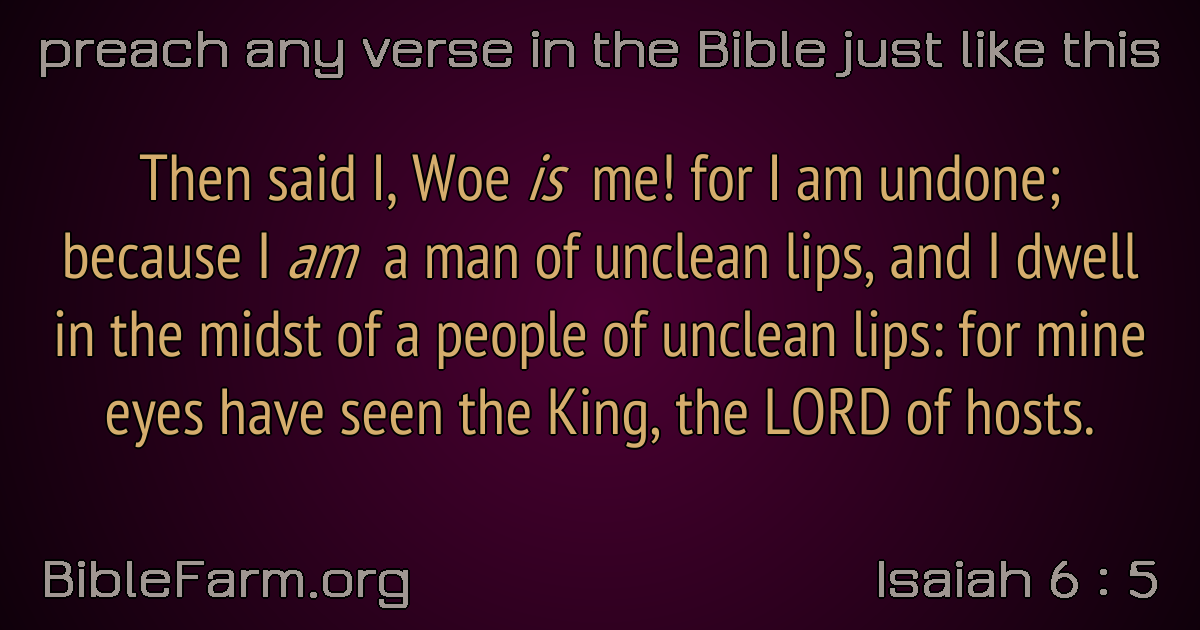 preach any verse in the Bible just like this
Then said I, Woe is me! for I am undone;
because I am a man of unclean lips, and I dwell
in the midst of a people of unclean lips: for mine
eyes have seen the King, the LORD of hosts.
BibleFarm.org
Isaiah 6 : 5